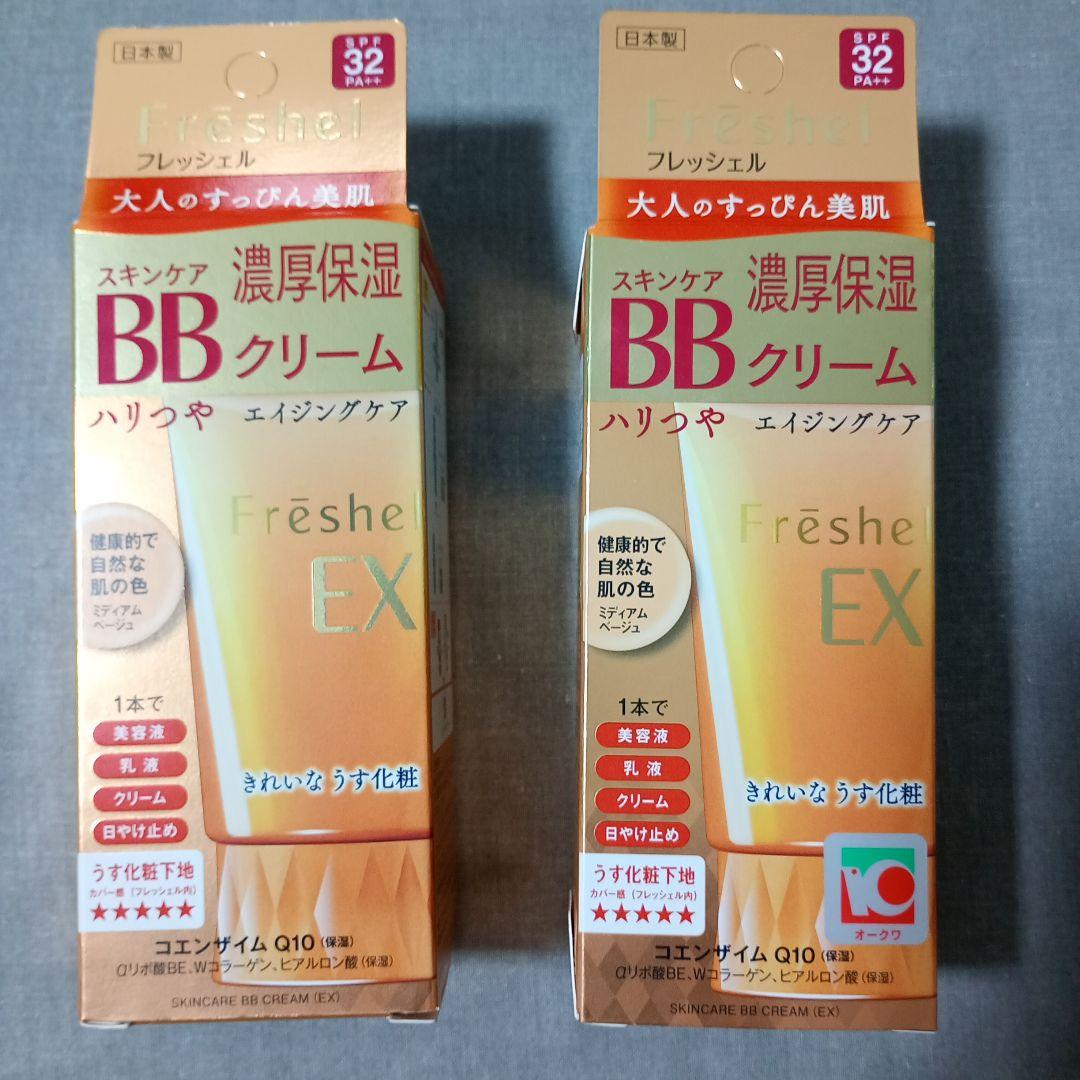 日本製
SPF
32
PA++
Frēshel
フレッシェル
大人のすっぴん美肌
スキンケア
濃厚保湿
BB
クリーム
ハリつや
エイジングケア
Frēshel
EX
健康的で
自然な
肌の色
ミディアム
ベージュ
1本で
美容液
乳液
クリーム
日やけ止め
きれいな うす化粧
うす化粧下地
カバー感 (フレッシェル内)
★★★★★
コエンザイム Q10 (保湿)
αリポ酸BE、Wコラーゲン、ヒアルロン酸 (保湿)
SKINCARE BB CREAM (EX)
日本製
SPF
32
PA++
Frēshel
フレッシェル
大人のすっぴん美肌
スキンケア
濃厚保湿
BB
クリーム
ハリつや
エイジングケア
Frēshel
EX
健康的で
自然な
肌の色
ミディアム
ベージュ
1本で
美容液
乳液
クリーム
日やけ止め
きれいな うす化粧
うす化粧下地
カバー感 (フレッシェル内)
★★★★★
オークワ
コエンザイム Q10 (保湿)
αリポ酸BE、Wコラーゲン、ヒアルロン酸 (保湿)
SKINCARE BB CREAM (EX)